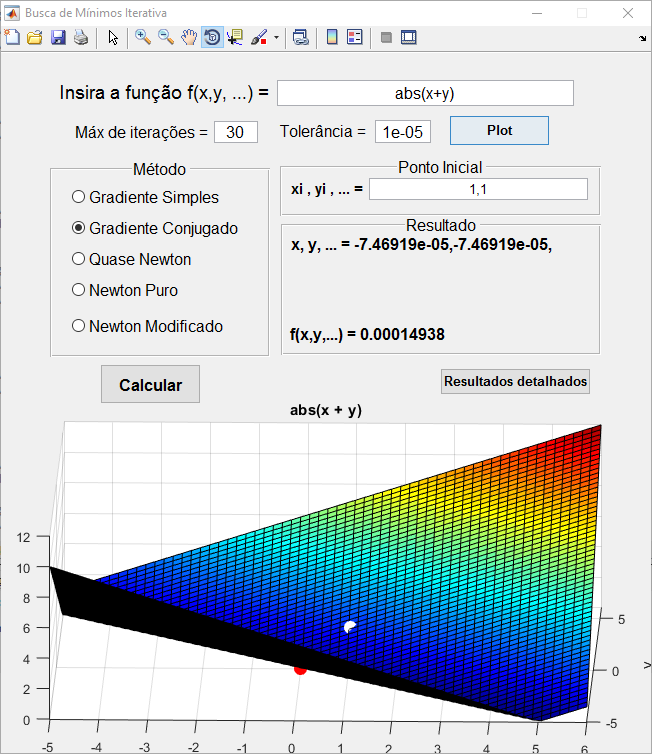 Busca de Mínimos Iterativa
Insira a função f(x,y, ...) = abs(x+y)
Máx de iterações = 30 Tolerância = 1e-05 Plot
Método
Gradiente Simples
Gradiente Conjugado
Quase Newton
Newton Puro
Newton Modificado
Ponto Inicial
xi , yi , ... = 1,1
Resultado
x, y, ... = -7.46919e-05,-7.46919e-05,
f(x,y,...) = 0.00014938
Calcular
Resultados detalhados
abs(x + y)
12
10
8
6
4
2
0
-5 -4 -3 -2 -1 0 1 2 3 4 5 6
5
0
-5